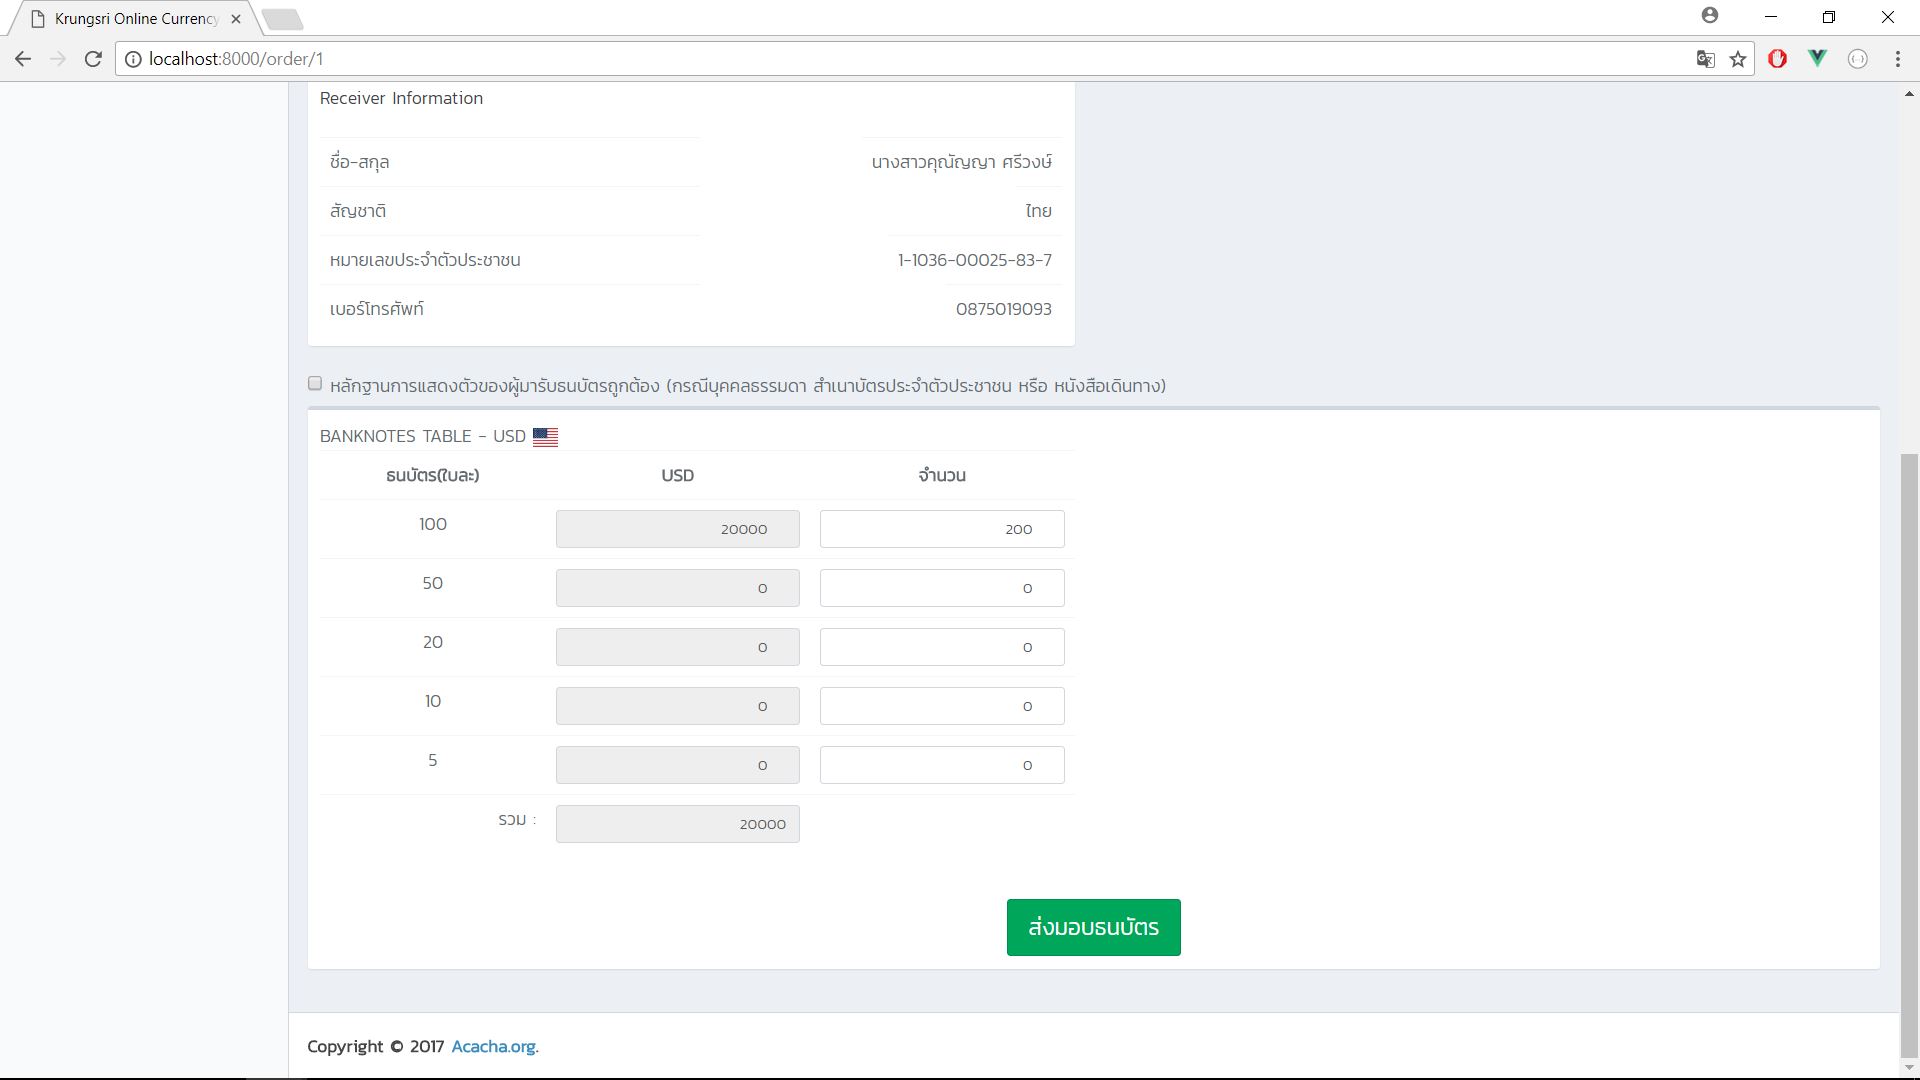 Krungsri Online Currency
localhost:8000/order/1
Receiver Information
ชื่อ-สกุล นางสาวคุณัญญา ศรีวงษ์
สัญชาติ ไทย
หมายเลขประจำตัวประชาชน 1-1036-00025-83-7
เบอร์โทรศัพท์ 0875019093
หลักฐานการแสดงตัวของผู้มารับธนบัตรถูกต้อง (กรณีบุคคลธรรมดา สำเนาบัตรประจำตัวประชาชน หรือ หนังสือเดินทาง)
BANKNOTES TABLE - USD
ธนบัตร(ใบละ) USD จำนวน
100 20000 200
50 0 0
20 0 0
10 0 0
5 0 0
รวม : 20000
ส่งมอบธนบัตร
Copyright © 2017 Acacha.org.